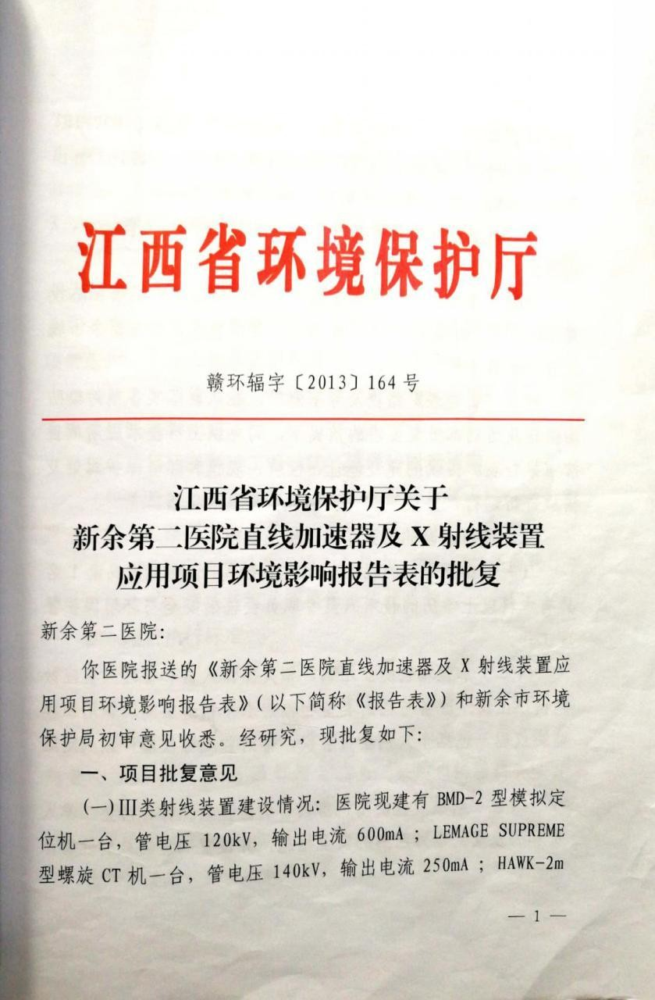 江西省环境保护厅
赣环辐字〔2013〕164号
江西省环境保护厅关于
新余第二医院直线加速器及 X 射线装置
应用项目环境影响报告表的批复
新余第二医院：
你医院报送的《新余第二医院直线加速器及 X 射线装置应
用项目环境影响报告表》（以下简称《报告表》）和新余市环境
保护局初审意见收悉。经研究，现批复如下：
一、项目批复意见
（一）III类射线装置建设情况：医院现建有 BMD-2 型模拟定
位机一台，管电压 120kV，输出电流 600mA；LEMAGE SUPREME
型螺旋 CT 机一台，管电压 140kV，输出电流 250mA；HAWK-2m
— 1 —